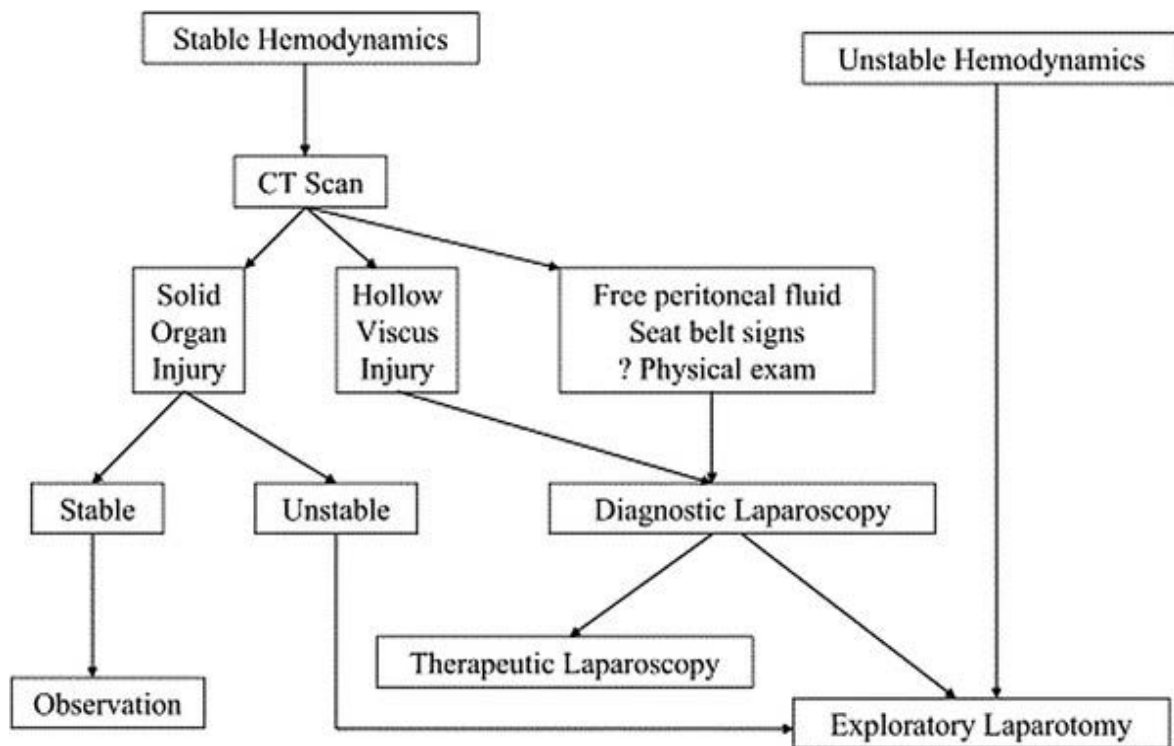 Stable Hemodynamics
Unstable Hemodynamics
CT Scan
Solid
Organ
Injury
Hollow
Viscus
Injury
Free peritoneal fluid
Seat belt signs
? Physical exam
Stable
Unstable
Diagnostic Laparoscopy
Therapeutic Laparoscopy
Observation
Exploratory Laparotomy